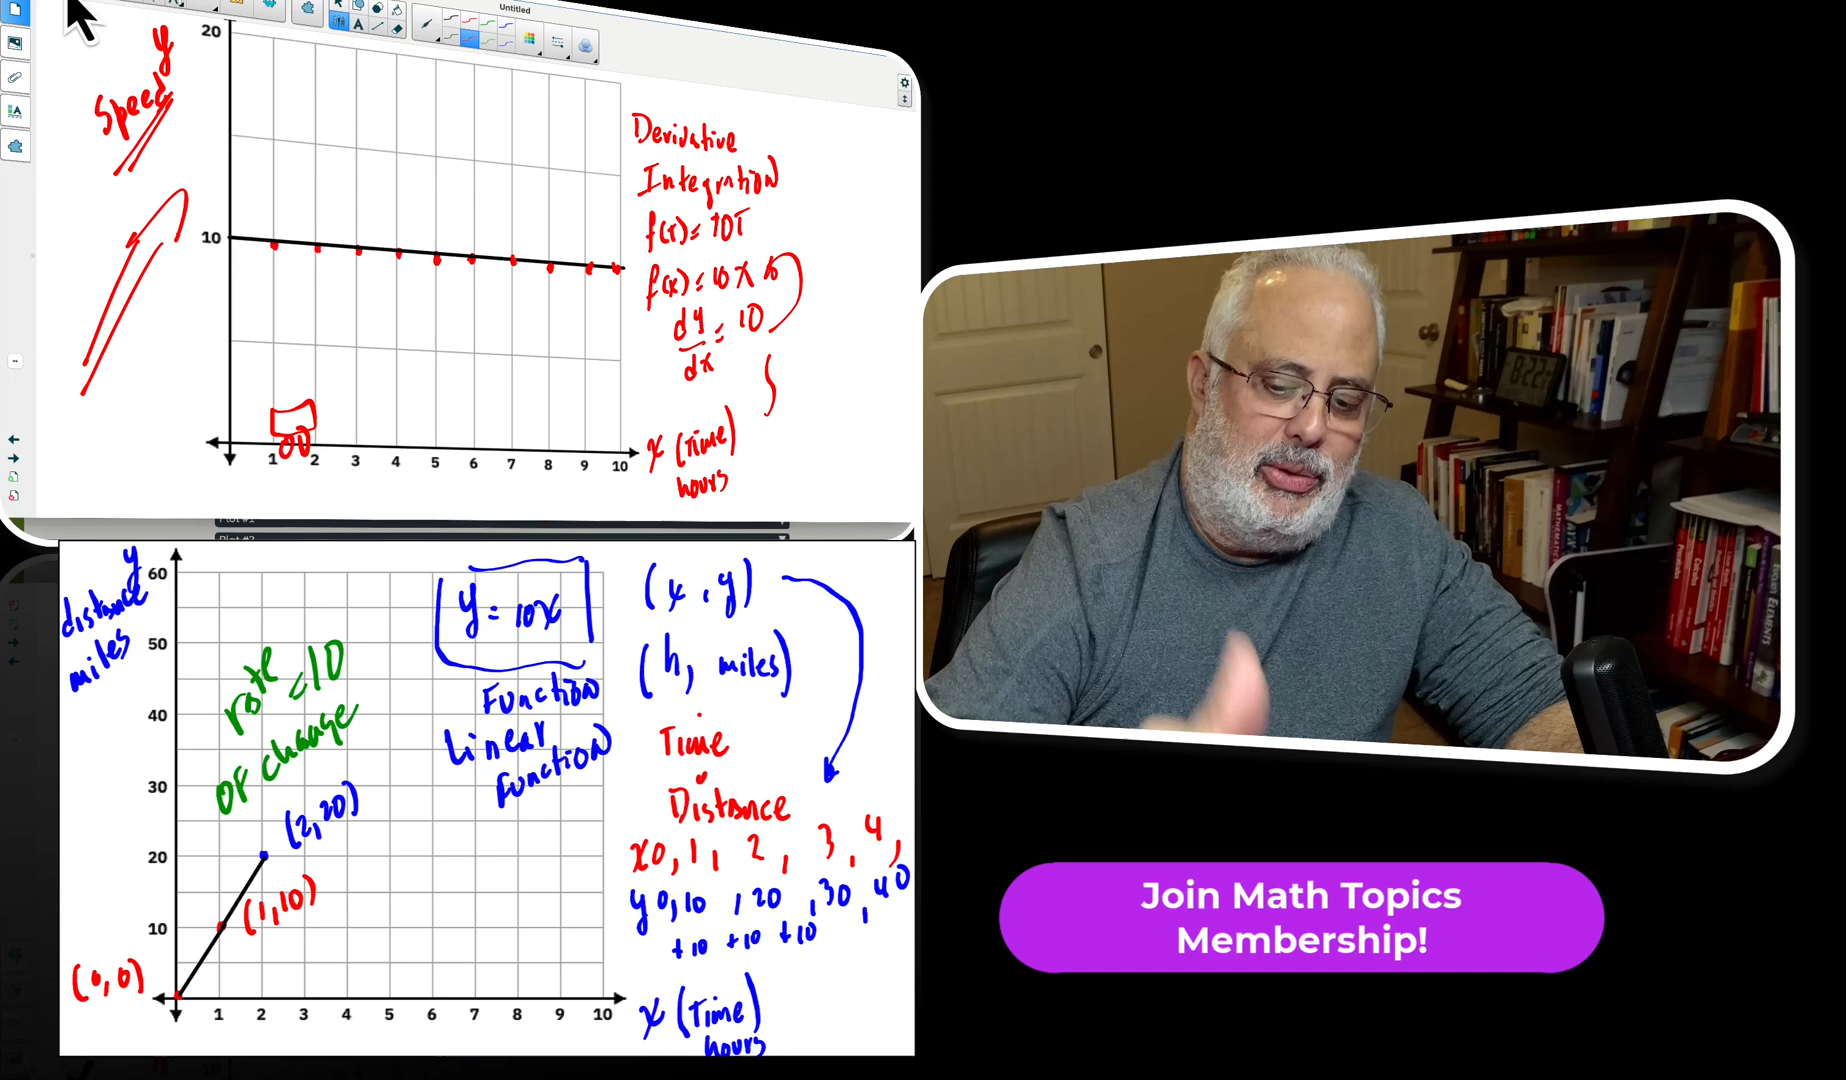 Untitled
20
y
Speed
10
1 2 3 4 5 6 7 8 9 10
Derivative
Integration
f(T)= 10T
f(x)= 10 X
dy/dx = 10
x (Time)
hours
Plot #1
y
distance
miles
60
50
40
30
20
10
1 2 3 4 5 6 7 8 9 10
rate = 10
of change
y = 10x
Function
Linear
Function
(2,20)
(1,10)
(0,0)
(x, y)
(h, miles)
Time
Distance
x 0, 1, 2, 3, 4,
y 0, 10, 20, 30, 40
+10 +10 +10
x (Time)
hours
8:22
Join Math Topics
Membership!